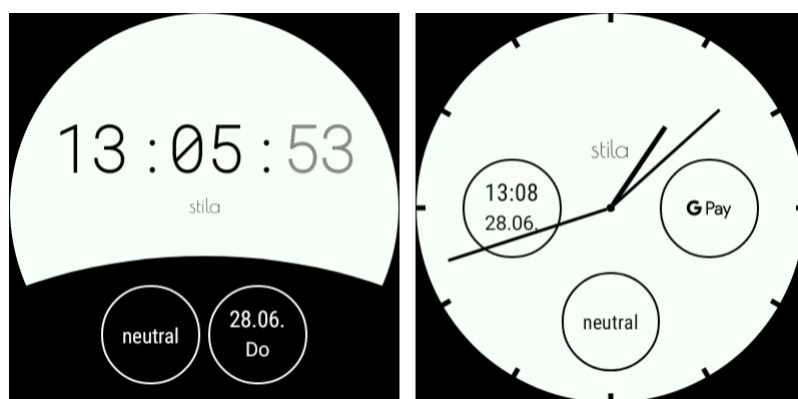 13:05:53
stila
neutral
28.06.
Do
stila
13:08
28.06.
G Pay
neutral